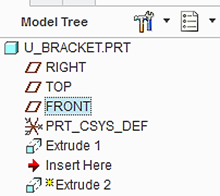 Model Tree
U_BRACKET.PRT
RIGHT
TOP
FRONT
PRT_CSYS_DEF
Extrude 1
Insert Here
Extrude 2